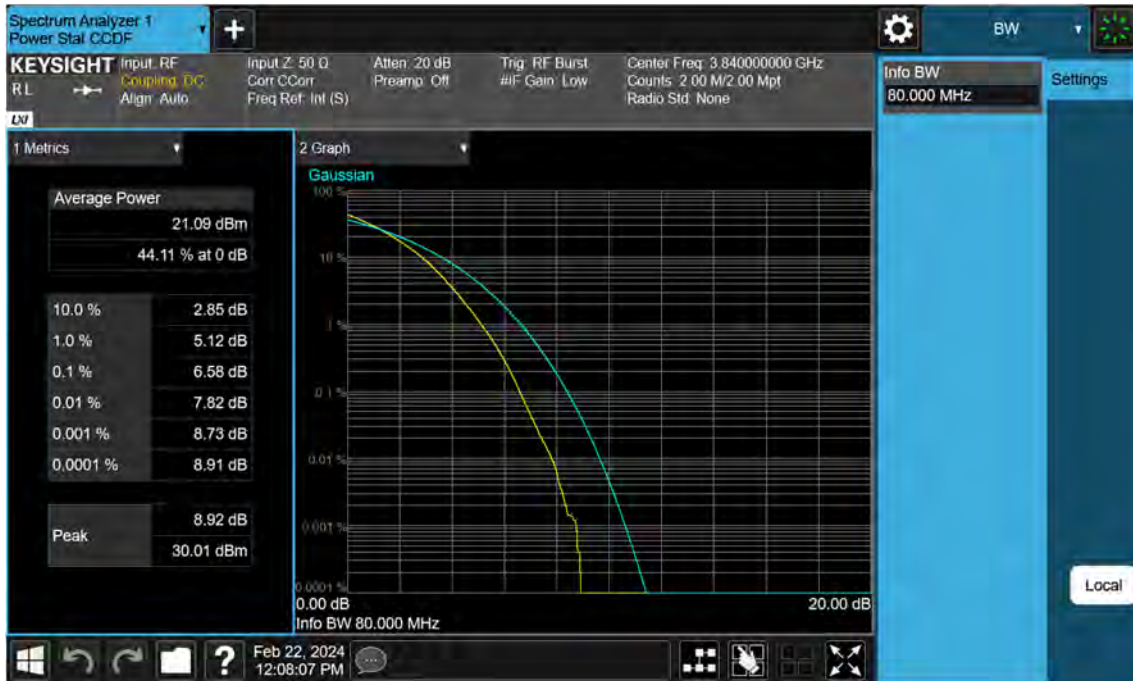 Spectrum Analyzer 1
Power Stat CCDF
+
BW
KEYSIGHT
RL
LXI
Input: RF
Coupling: DC
Align: Auto
Input Z: 50 Ω
Corr CCorr
Freq Ref: Int (S)
Atten: 20 dB
Preamp: Off
Trig: RF Burst
#IF Gain: Low
Center Freq: 3.840000000 GHz
Counts: 2.00 M/2.00 Mpt
Radio Std: None
Info BW
80.000 MHz
Settings
1 Metrics
Average Power
21.09 dBm
44.11 % at 0 dB
10.0 % 2.85 dB
1.0 % 5.12 dB
0.1 % 6.58 dB
0.01 % 7.82 dB
0.001 % 8.73 dB
0.0001 % 8.91 dB
Peak
8.92 dB
30.01 dBm
2 Graph
Gaussian
100 %
10 %
1 %
0.1 %
0.01 %
0.001 %
0.0001 %
0.00 dB 20.00 dB
Info BW 80.000 MHz
Local
?
Feb 22, 2024
12:08:07 PM